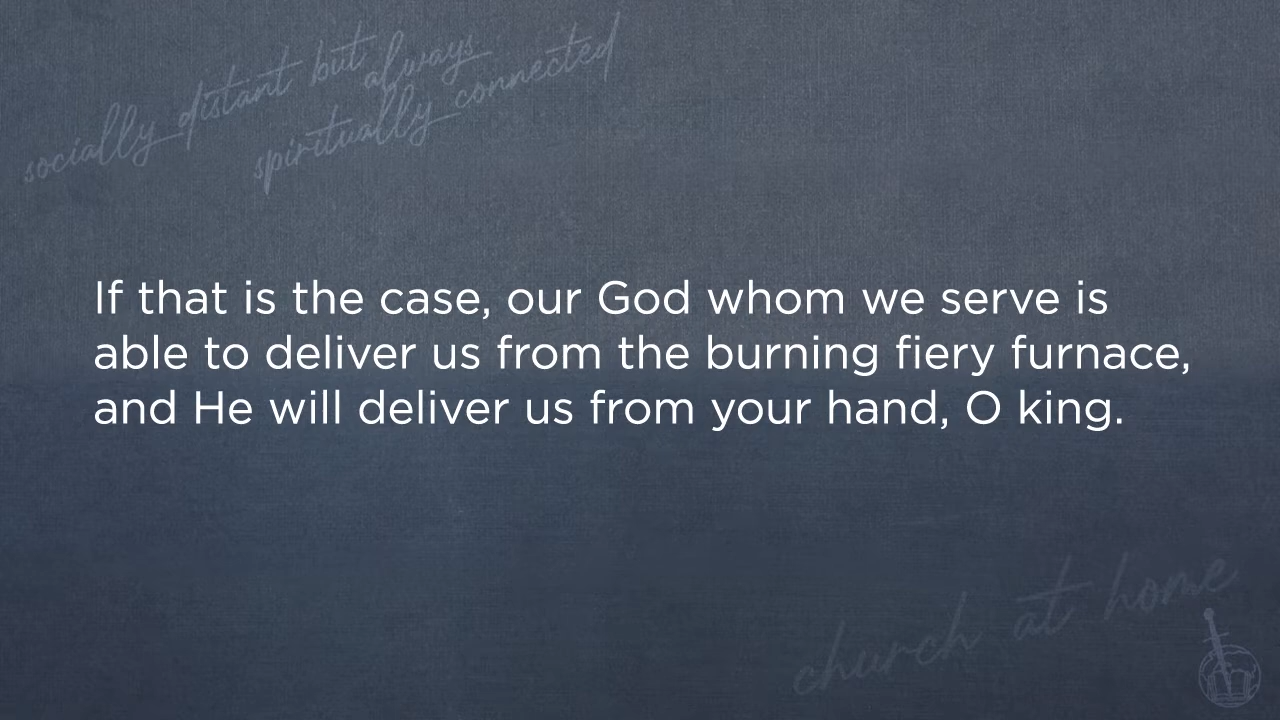 socially distant but always
spiritually connected
If that is the case, our God whom we serve is
able to deliver us from the burning fiery furnace,
and He will deliver us from your hand, O king.
church at home